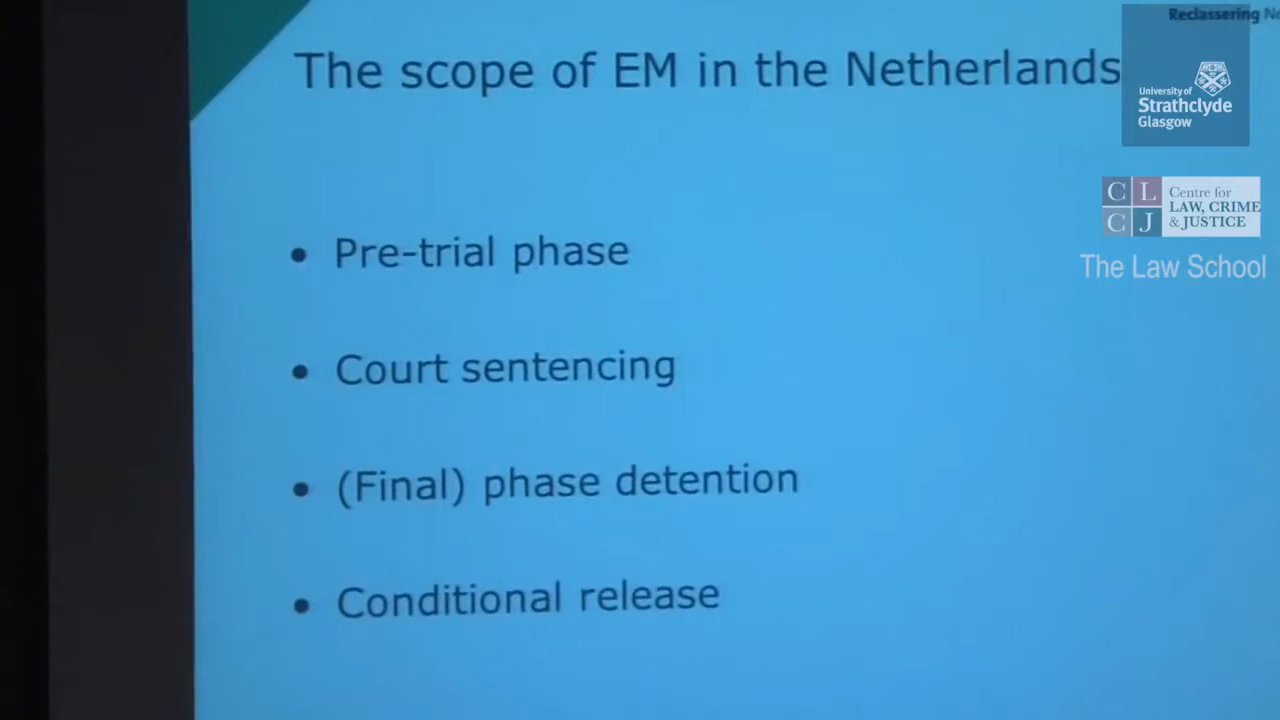 Reclassering
The scope of EM in the Netherlands
University of
Strathclyde
Glasgow
C L
C J
Centre for
LAW, CRIME
& JUSTICE
The Law School
• Pre-trial phase
• Court sentencing
• (Final) phase detention
• Conditional release